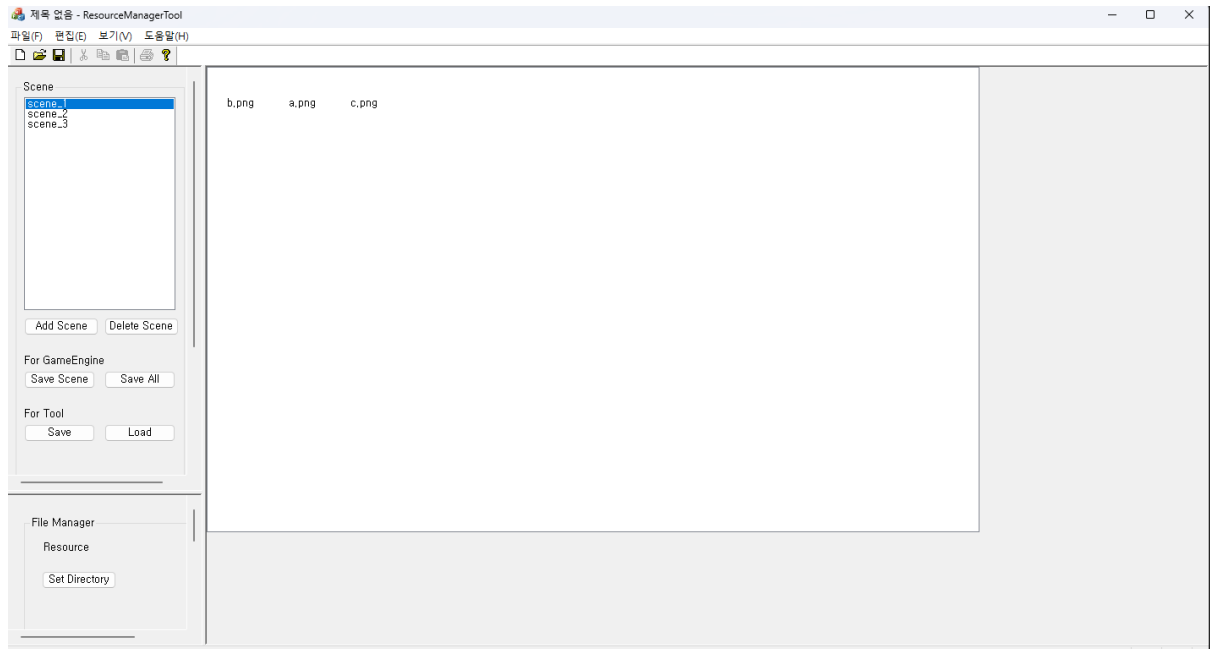 제목 없음 - ResourceManagerTool
파일(F) 편집(E) 보기(V) 도움말(H)
Scene
scene_1
scene_2
scene_3
b.png a.png c.png
Add Scene Delete Scene
For GameEngine
Save Scene Save All
For Tool
Save Load
File Manager
Resource
Set Directory